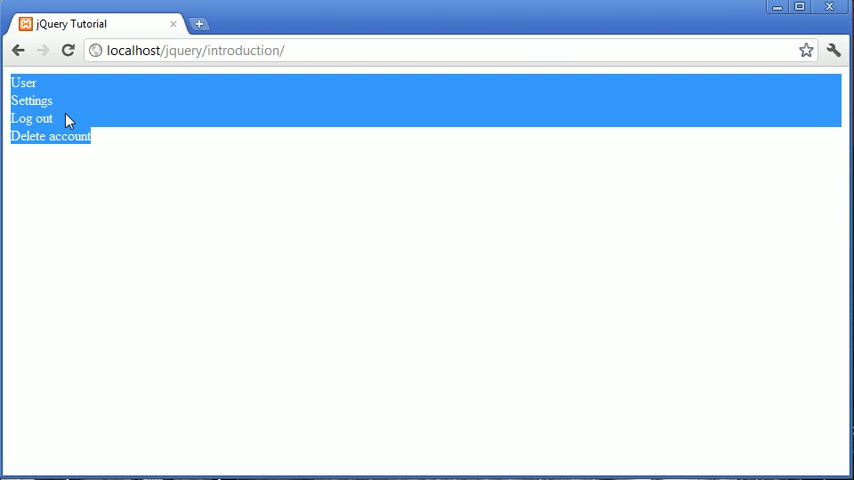 jQuery Tutorial
localhost/jquery/introduction/
User
Settings
Log out
Delete account